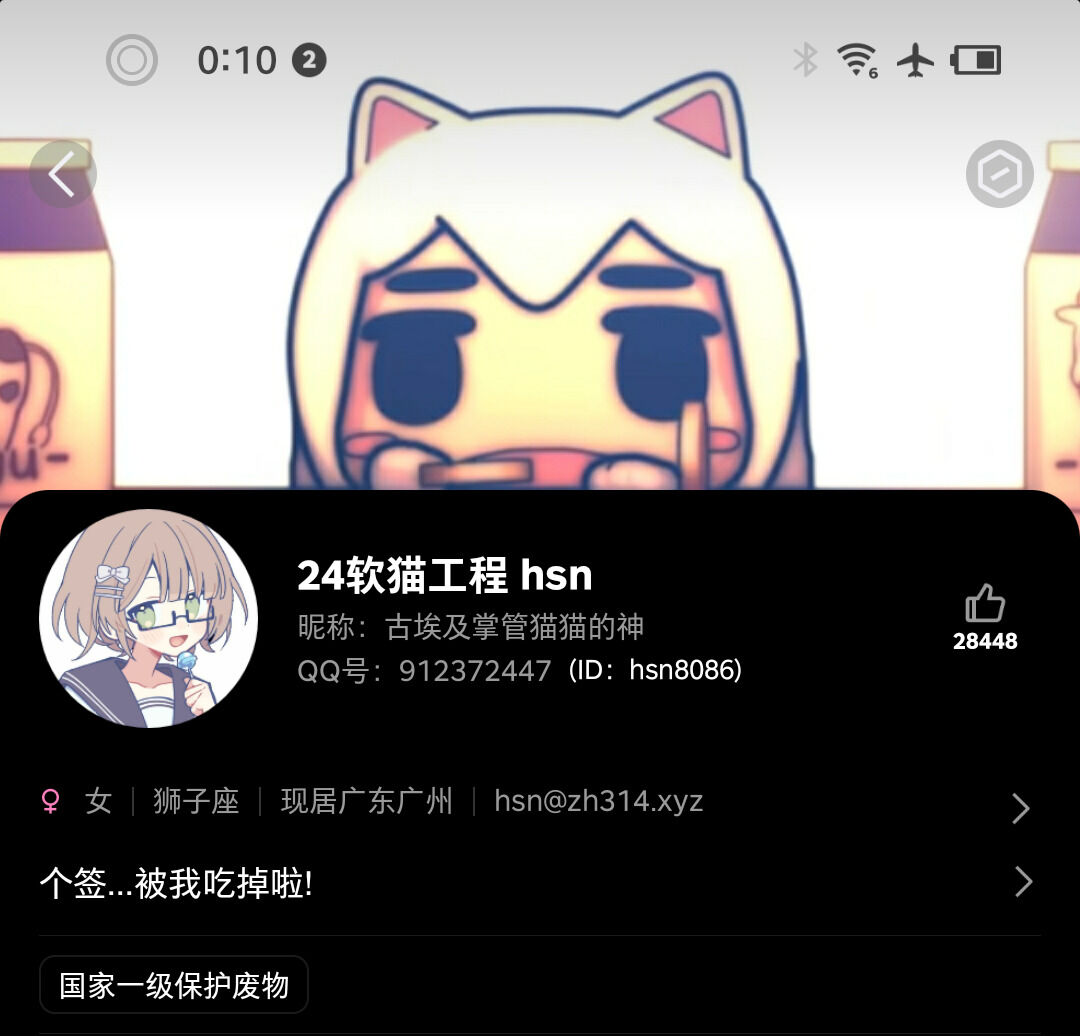 0:10 2
6
ui-
24软猫工程 hsn
昵称：古埃及掌管猫猫的神
QQ号：912372447（ID：hsn8086)
28448
女 | 狮子座 | 现居广东广州 | hsn@zh314.xyz
个签...被我吃掉啦!
国家一级保护废物